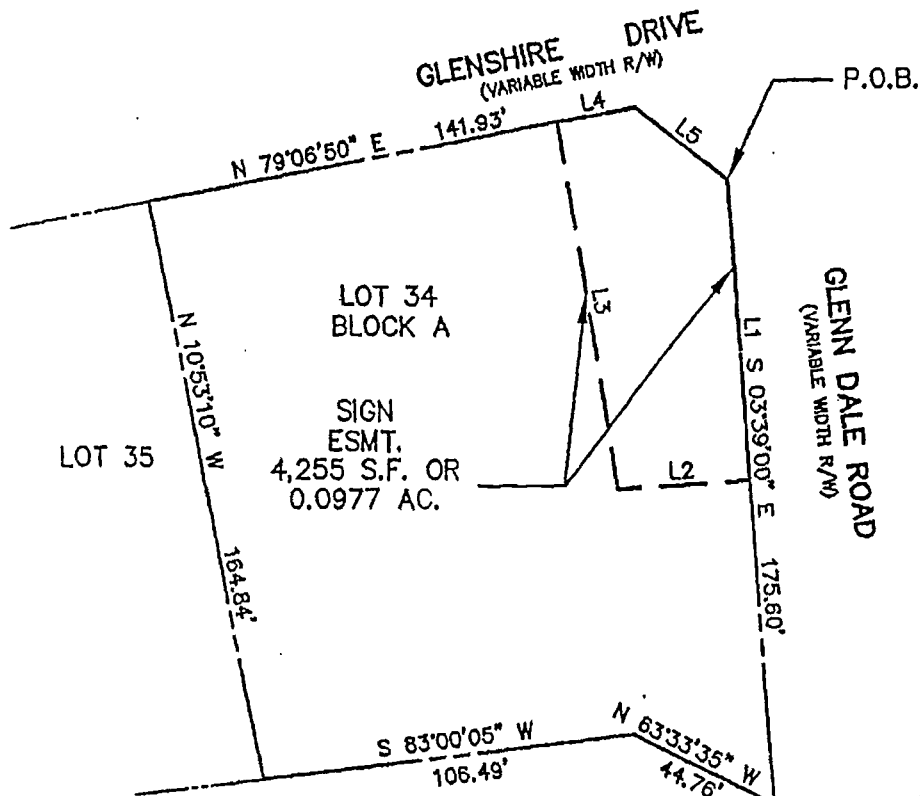 GLENSHIRE DRIVE
(VARIABLE WIDTH R/W)
P.O.B.
L4
L5
N 79°06'50" E 141.93'
LOT 34
BLOCK A
L3
GLENN DALE ROAD
(VARIABLE WIDTH R/W)
L1 S 03°39'00" E 175.60'
N 10°53'10" W 164.84'
LOT 35
SIGN
ESMT.
4,255 S.F. OR
0.0977 AC.
L2
S 83°00'05" W
106.49'
N 63°33'35" W
44.76'